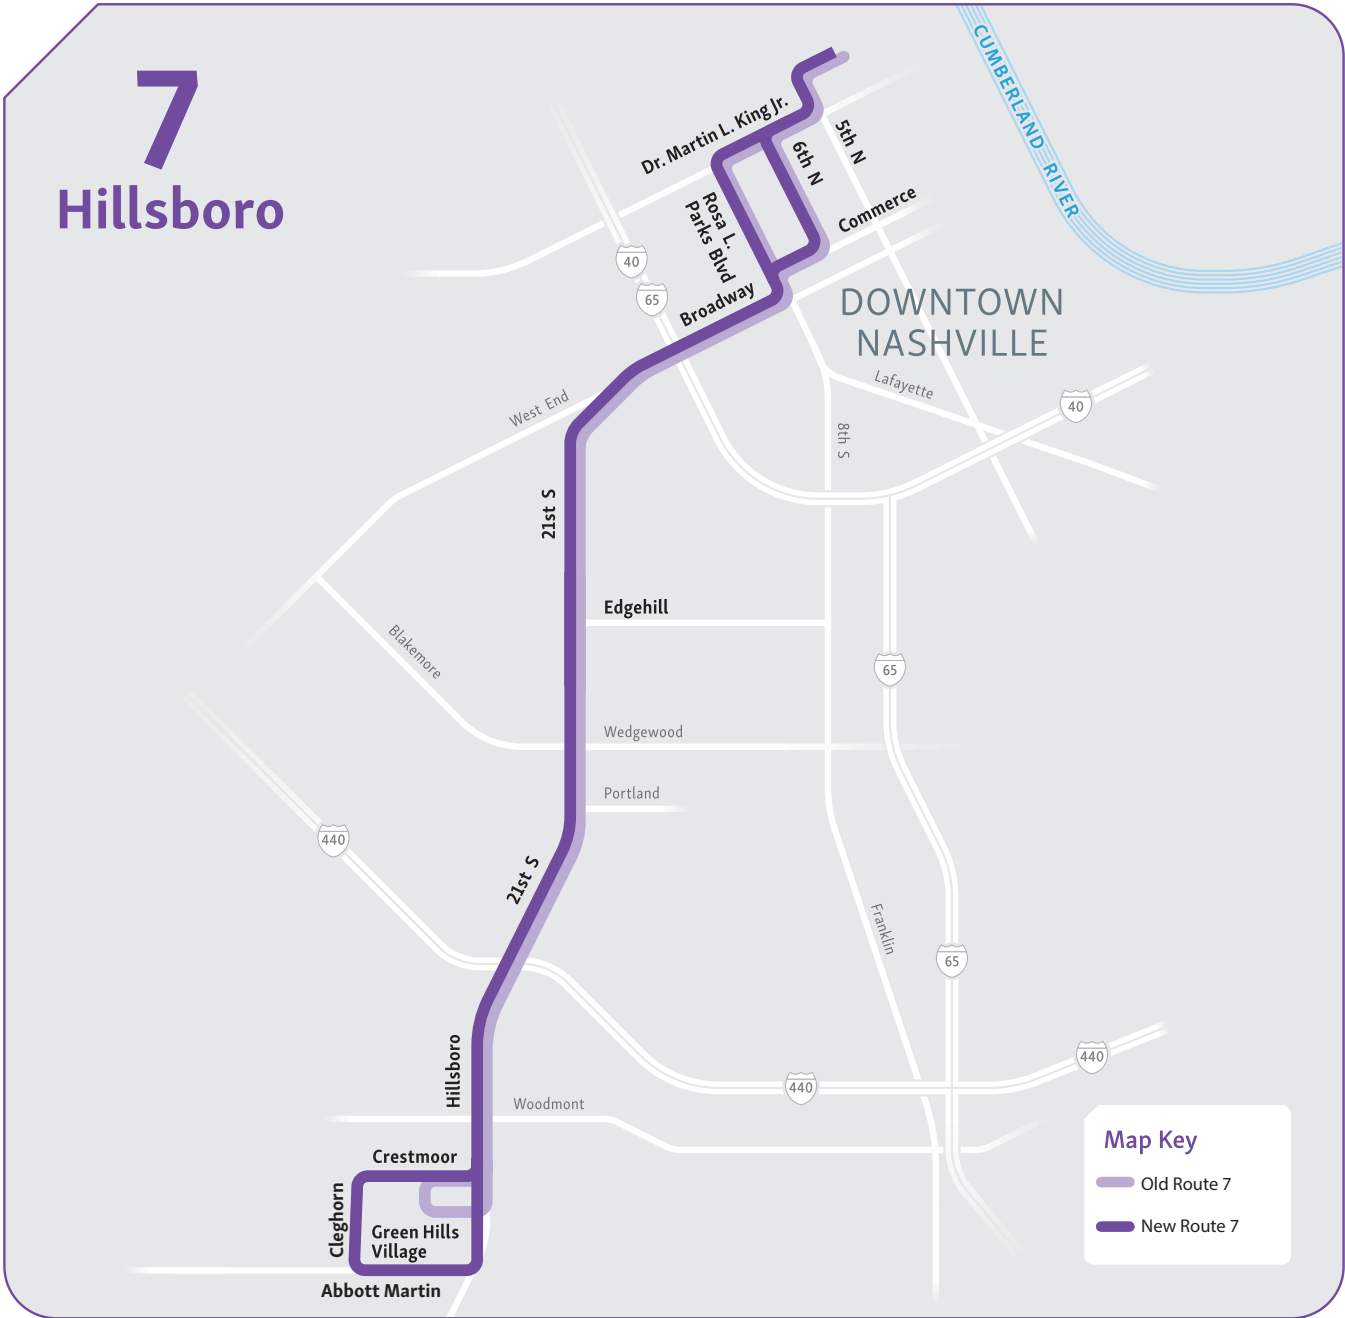 7
Hillsboro
CUMBERLAND RIVER
Dr. Martin L. King Jr.
5th N
6th N
Rosa L.
Parks Blvd
Commerce
40
65
Broadway
DOWNTOWN
NASHVILLE
Lafayette
40
West End
8th S
21st S
Edgehill
Blakemore
65
Wedgewood
Portland
440
21st S
Franklin
65
Hillsboro
440
440
Woodmont
Crestmoor
Cleghorn
Green Hills
Village
Abbott Martin
Map Key
Old Route 7
New Route 7